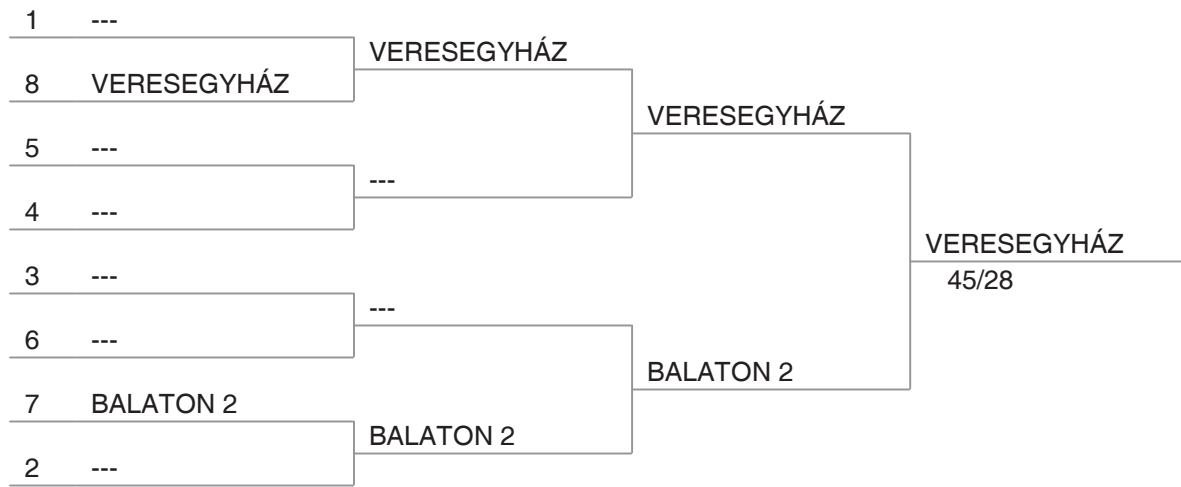 1 ---
VERESEGYHÁZ
8 VERESEGYHÁZ
VERESEGYHÁZ
5 ---
---
4 ---
VERESEGYHÁZ
45/28
3 ---
---
6 ---
BALATON 2
7 BALATON 2
BALATON 2
2 ---